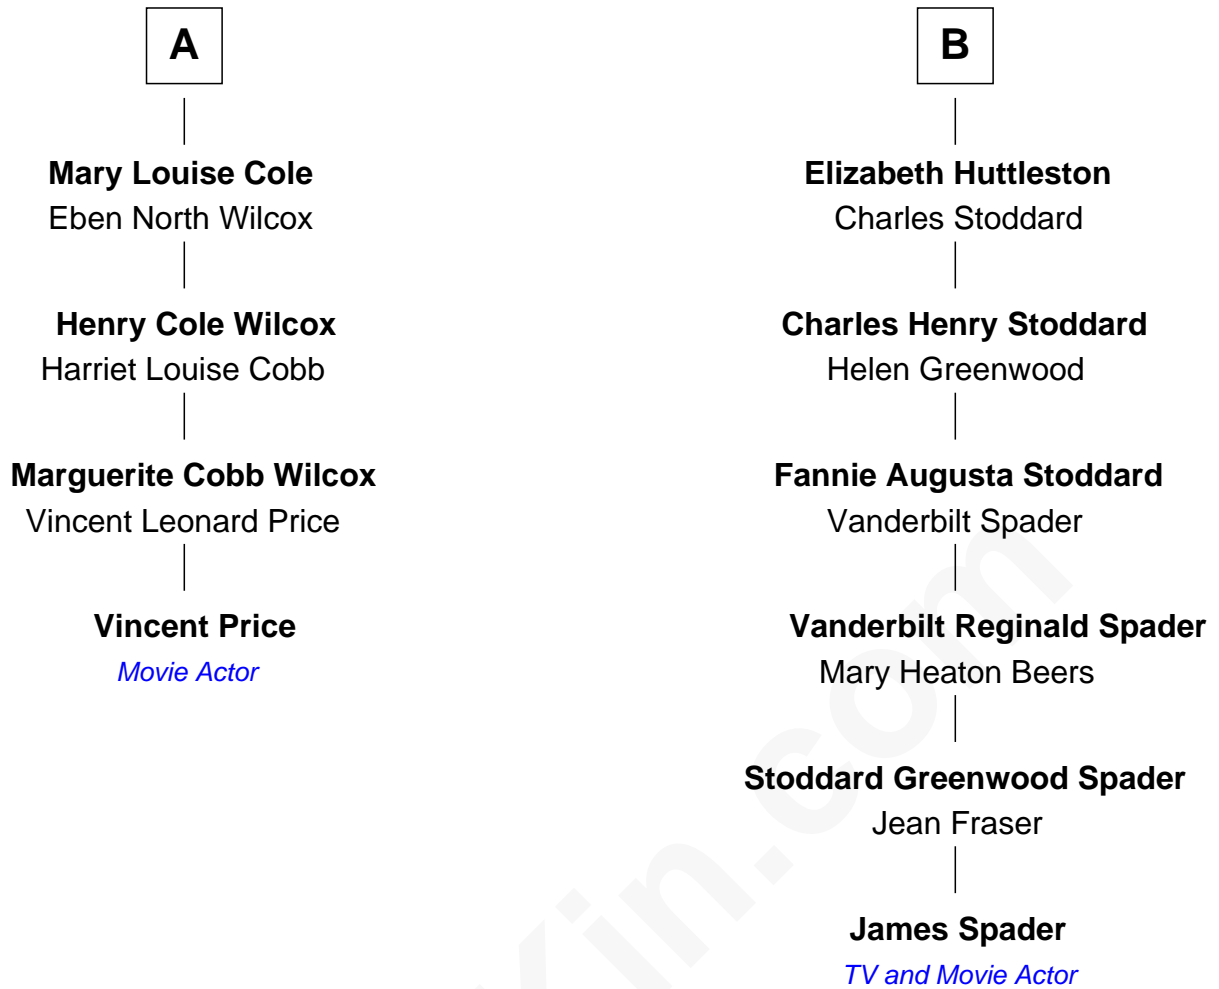 A
Mary Louise Cole
Eben North Wilcox
Henry Cole Wilcox
Harriet Louise Cobb
Marguerite Cobb Wilcox
Vincent Leonard Price
Vincent Price
Movie Actor
B
Elizabeth Huttleston
Charles Stoddard
Charles Henry Stoddard
Helen Greenwood
Fannie Augusta Stoddard
Vanderbilt Spader
Vanderbilt Reginald Spader
Mary Heaton Beers
Stoddard Greenwood Spader
Jean Fraser
James Spader
TV and Movie Actor
Kin.com